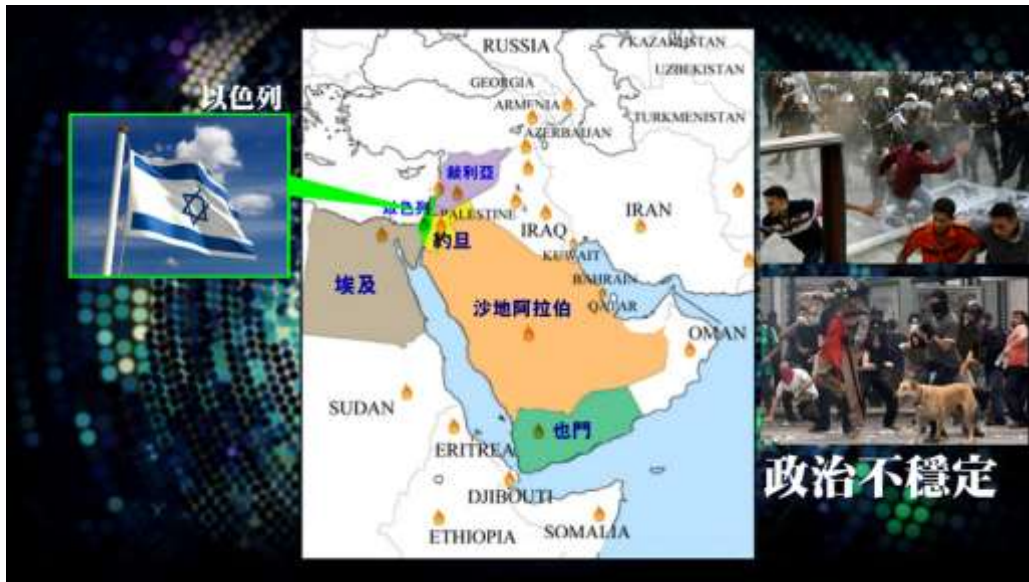 以色列
RUSSIA
KAZAKHSTAN
UZBEKISTAN
GEORGIA
ARMENIA
TURKMENISTAN
AZERBAIJAN
敍利亞
以色列
PALESTINE
約旦
IRAQ
IRAN
KUWAIT
埃及
BAHRAIN
沙地阿拉伯
QATAR
OMAN
SUDAN
也門
ERITREA
DJIBOUTI
ETHIOPIA
SOMALIA
政治不穩定